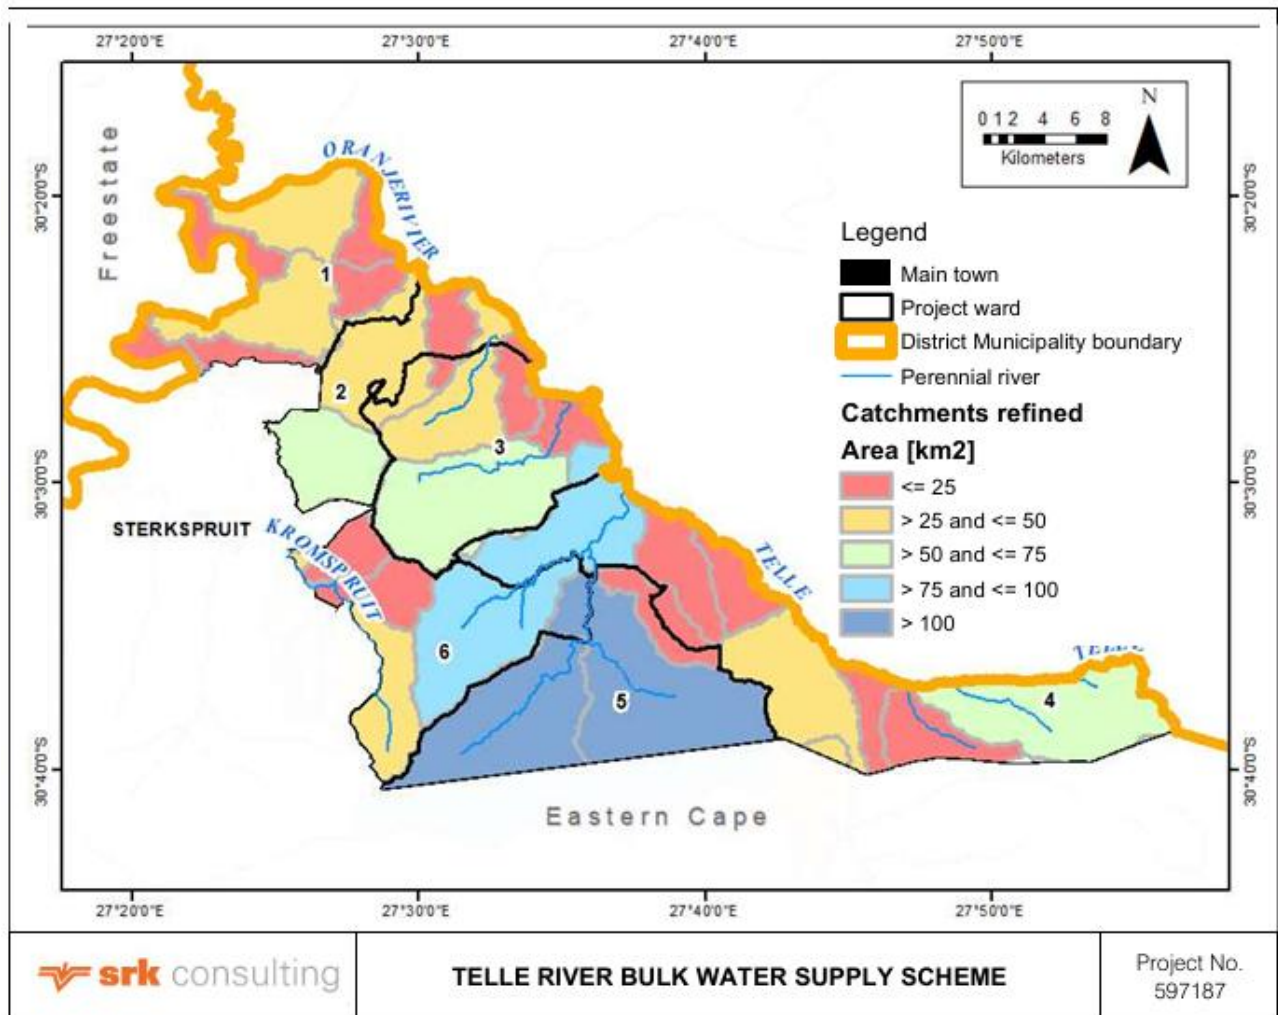 27°20'0"E 27°30'0"E 27°40'0"E 27°50'0"E
N
0 1 2 4 6 8
Kilometers
Freestate
ORANJERIVIER
30°20'0"S
30°20'0"S
Legend
Main town
Project ward
District Municipality boundary
Perennial river
Catchments refined
Area [km2]
<= 25
> 25 and <= 50
> 50 and <= 75
> 75 and <= 100
> 100
1
2
3
30°30'0"S
30°30'0"S
STERKSPRUIT
KROMSPRUIT
TELLE
6
5
4
30°40'0"S
30°40'0"S
Eastern Cape
27°20'0"E 27°30'0"E 27°40'0"E 27°50'0"E
srk consulting
TELLE RIVER BULK WATER SUPPLY SCHEME
Project No.
597187